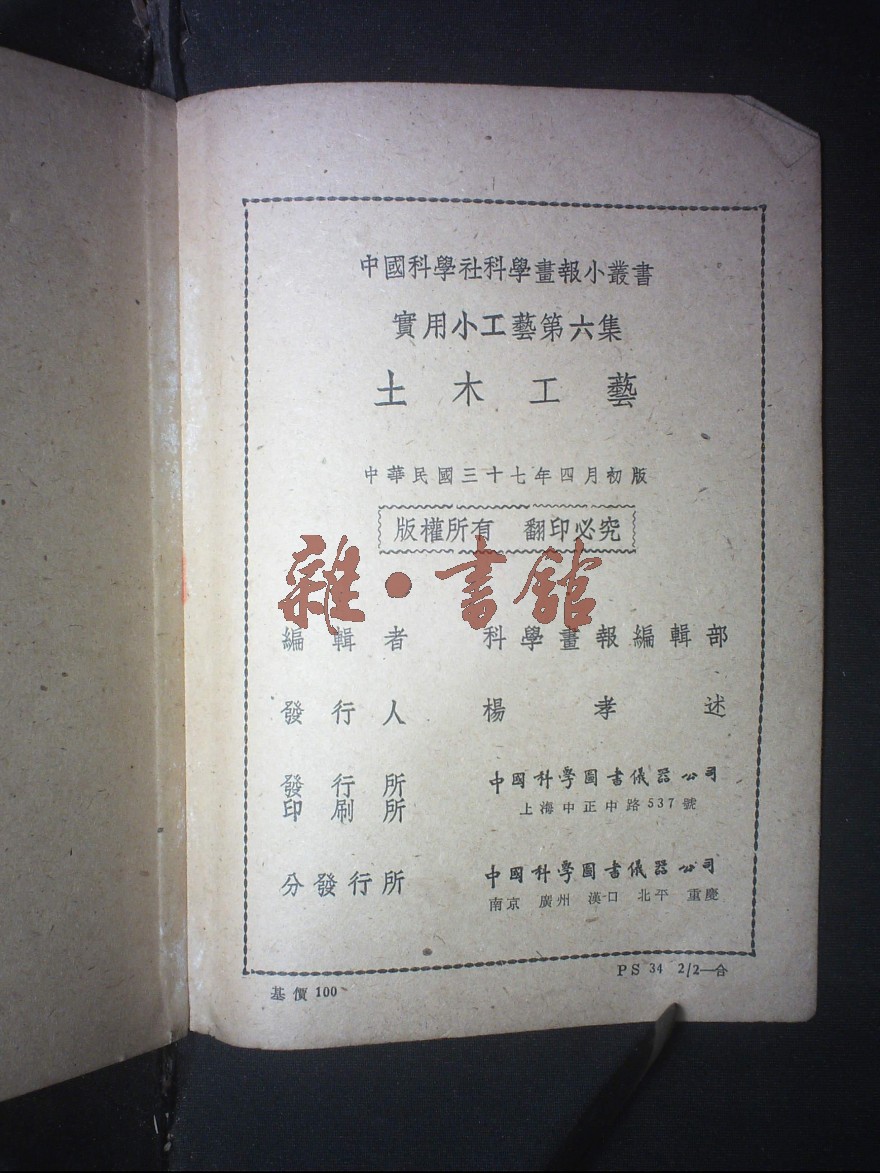 中國科學社科學畫報小叢書
實用小工藝第六集
土木工藝
中華民國三十七年四月初版
版權所有 翻印必究
雜·書館
編輯者 科學畫報編輯部
發行人 楊孝述
發行所
印刷所
中國科學圖書儀器公司
上海中正中路537號
分發行所 中國科學圖書儀器公司
南京 廣州 漢口 北平 重慶
PS 34 2/2—合
基價100